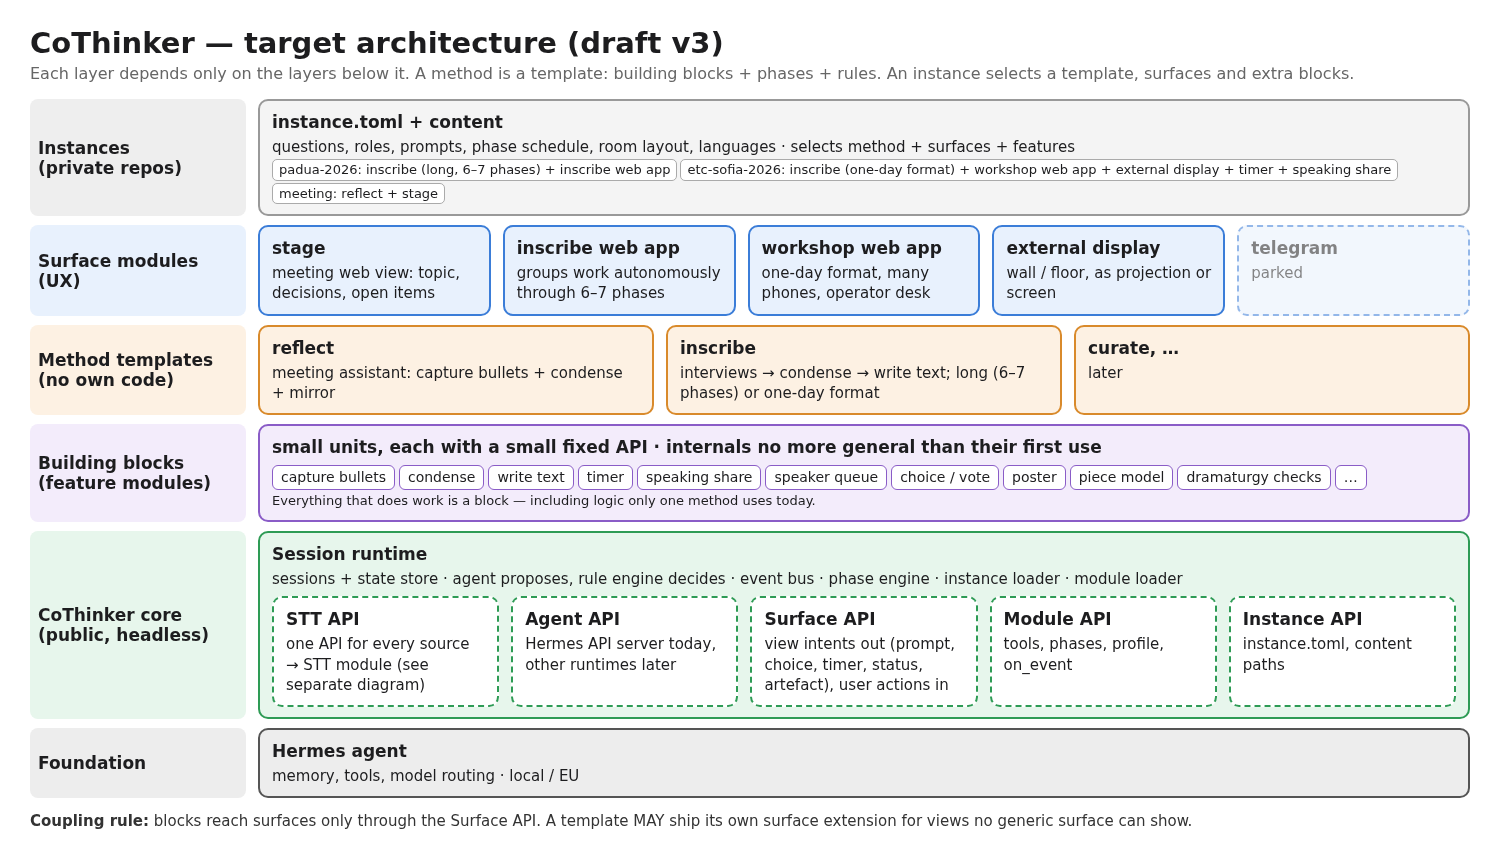 CoThinker — target architecture (draft v3)
Each layer depends only on the layers below it. A method is a template: building blocks + phases + rules. An instance selects a template, surfaces and extra blocks.
Instances
(private repos)
instance.toml + content
questions, roles, prompts, phase schedule, room layout, languages · selects method + surfaces + features
padua-2026: inscribe (long, 6–7 phases) + inscribe web app
etc-sofia-2026: inscribe (one-day format) + workshop web app + external display + timer + speaking share
meeting: reflect + stage
Surface modules
(UX)
stage
meeting web view: topic,
decisions, open items
inscribe web app
groups work autonomously
through 6–7 phases
workshop web app
one-day format, many
phones, operator desk
external display
wall / floor, as projection or
screen
telegram
parked
Method templates
(no own code)
reflect
meeting assistant: capture bullets + condense
+ mirror
inscribe
interviews → condense → write text; long (6–7
phases) or one-day format
curate, …
later
Building blocks
(feature modules)
small units, each with a small fixed API · internals no more general than their first use
capture bullets
condense
write text
timer
speaking share
speaker queue
choice / vote
poster
piece model
dramaturgy checks
…
Everything that does work is a block — including logic only one method uses today.
CoThinker core
(public, headless)
Session runtime
sessions + state store · agent proposes, rule engine decides · event bus · phase engine · instance loader · module loader
STT API
one API for every source
→ STT module (see
separate diagram)
Agent API
Hermes API server today,
other runtimes later
Surface API
view intents out (prompt,
choice, timer, status,
artefact), user actions in
Module API
tools, phases, profile,
on_event
Instance API
instance.toml, content
paths
Foundation
Hermes agent
memory, tools, model routing · local / EU
Coupling rule: blocks reach surfaces only through the Surface API. A template MAY ship its own surface extension for views no generic surface can show.